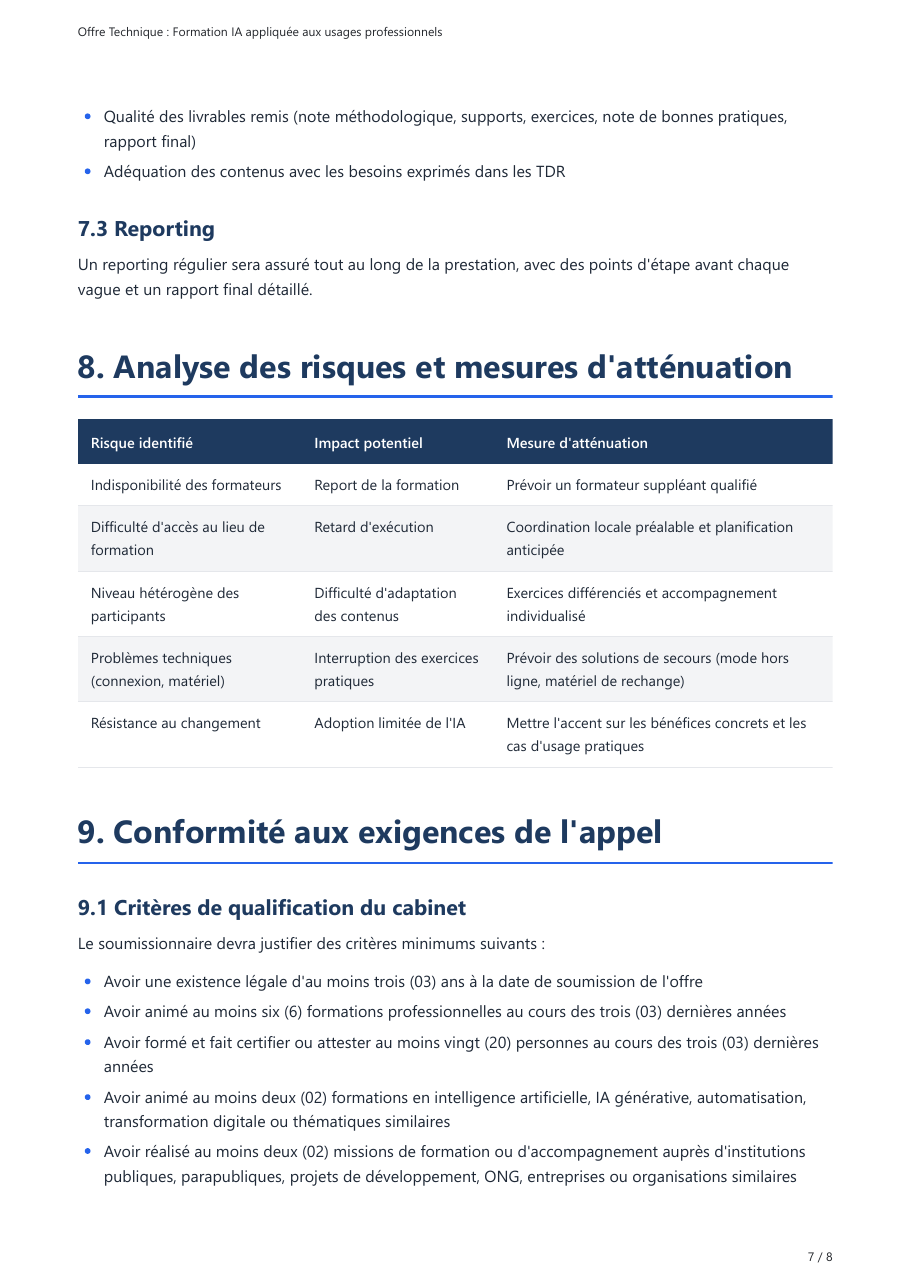 Offre Technique : Formation IA appliquée aux usages professionnels
• Qualité des livrables remis (note méthodologique, supports, exercices, note de bonnes pratiques,
rapport final)
• Adéquation des contenus avec les besoins exprimés dans les TDR
7.3 Reporting
Un reporting régulier sera assuré tout au long de la prestation, avec des points d'étape avant chaque
vague et un rapport final détaillé.
8. Analyse des risques et mesures d'atténuation
Risque identifié Impact potentiel Mesure d'atténuation
Indisponibilité des formateurs Report de la formation Prévoir un formateur suppléant qualifié
Difficulté d'accès au lieu de Retard d'exécution Coordination locale préalable et planification
formation anticipée
Niveau hétérogène des Difficulté d'adaptation Exercices différenciés et accompagnement
participants des contenus individualisé
Problèmes techniques Interruption des exercices Prévoir des solutions de secours (mode hors
(connexion, matériel) pratiques ligne, matériel de rechange)
Résistance au changement Adoption limitée de l'IA Mettre l'accent sur les bénéfices concrets et les
cas d'usage pratiques
9. Conformité aux exigences de l'appel
9.1 Critères de qualification du cabinet
Le soumissionnaire devra justifier des critères minimums suivants :
• Avoir une existence légale d'au moins trois (03) ans à la date de soumission de l'offre
• Avoir animé au moins six (6) formations professionnelles au cours des trois (03) dernières années
• Avoir formé et fait certifier ou attester au moins vingt (20) personnes au cours des trois (03) dernières
années
• Avoir animé au moins deux (02) formations en intelligence artificielle, IA générative, automatisation,
transformation digitale ou thématiques similaires
• Avoir réalisé au moins deux (02) missions de formation ou d'accompagnement auprès d'institutions
publiques, parapubliques, projets de développement, ONG, entreprises ou organisations similaires
7 / 8